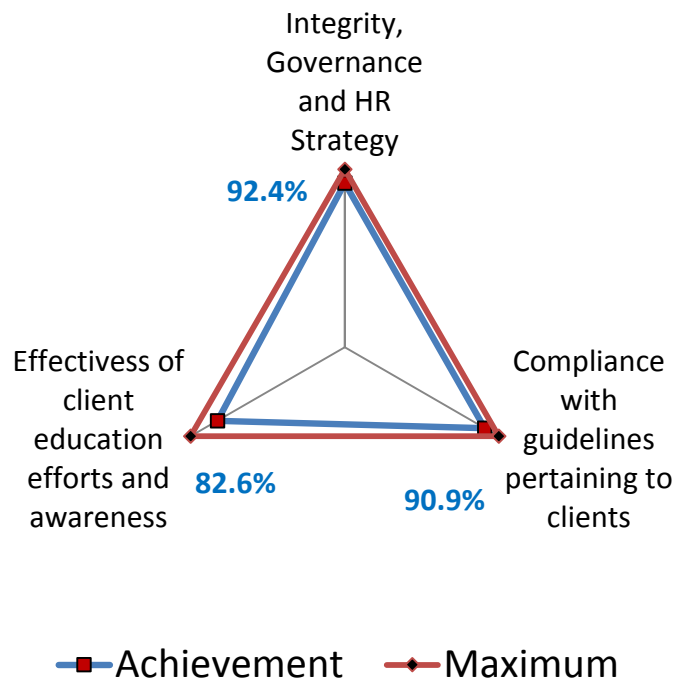 Integrity,
Governance
and HR
Strategy
92.4%
Effectivess of
client
education
efforts and
awareness
82.6%
Compliance
with
guidelines
pertaining to
clients
90.9%
Achievement
Maximum